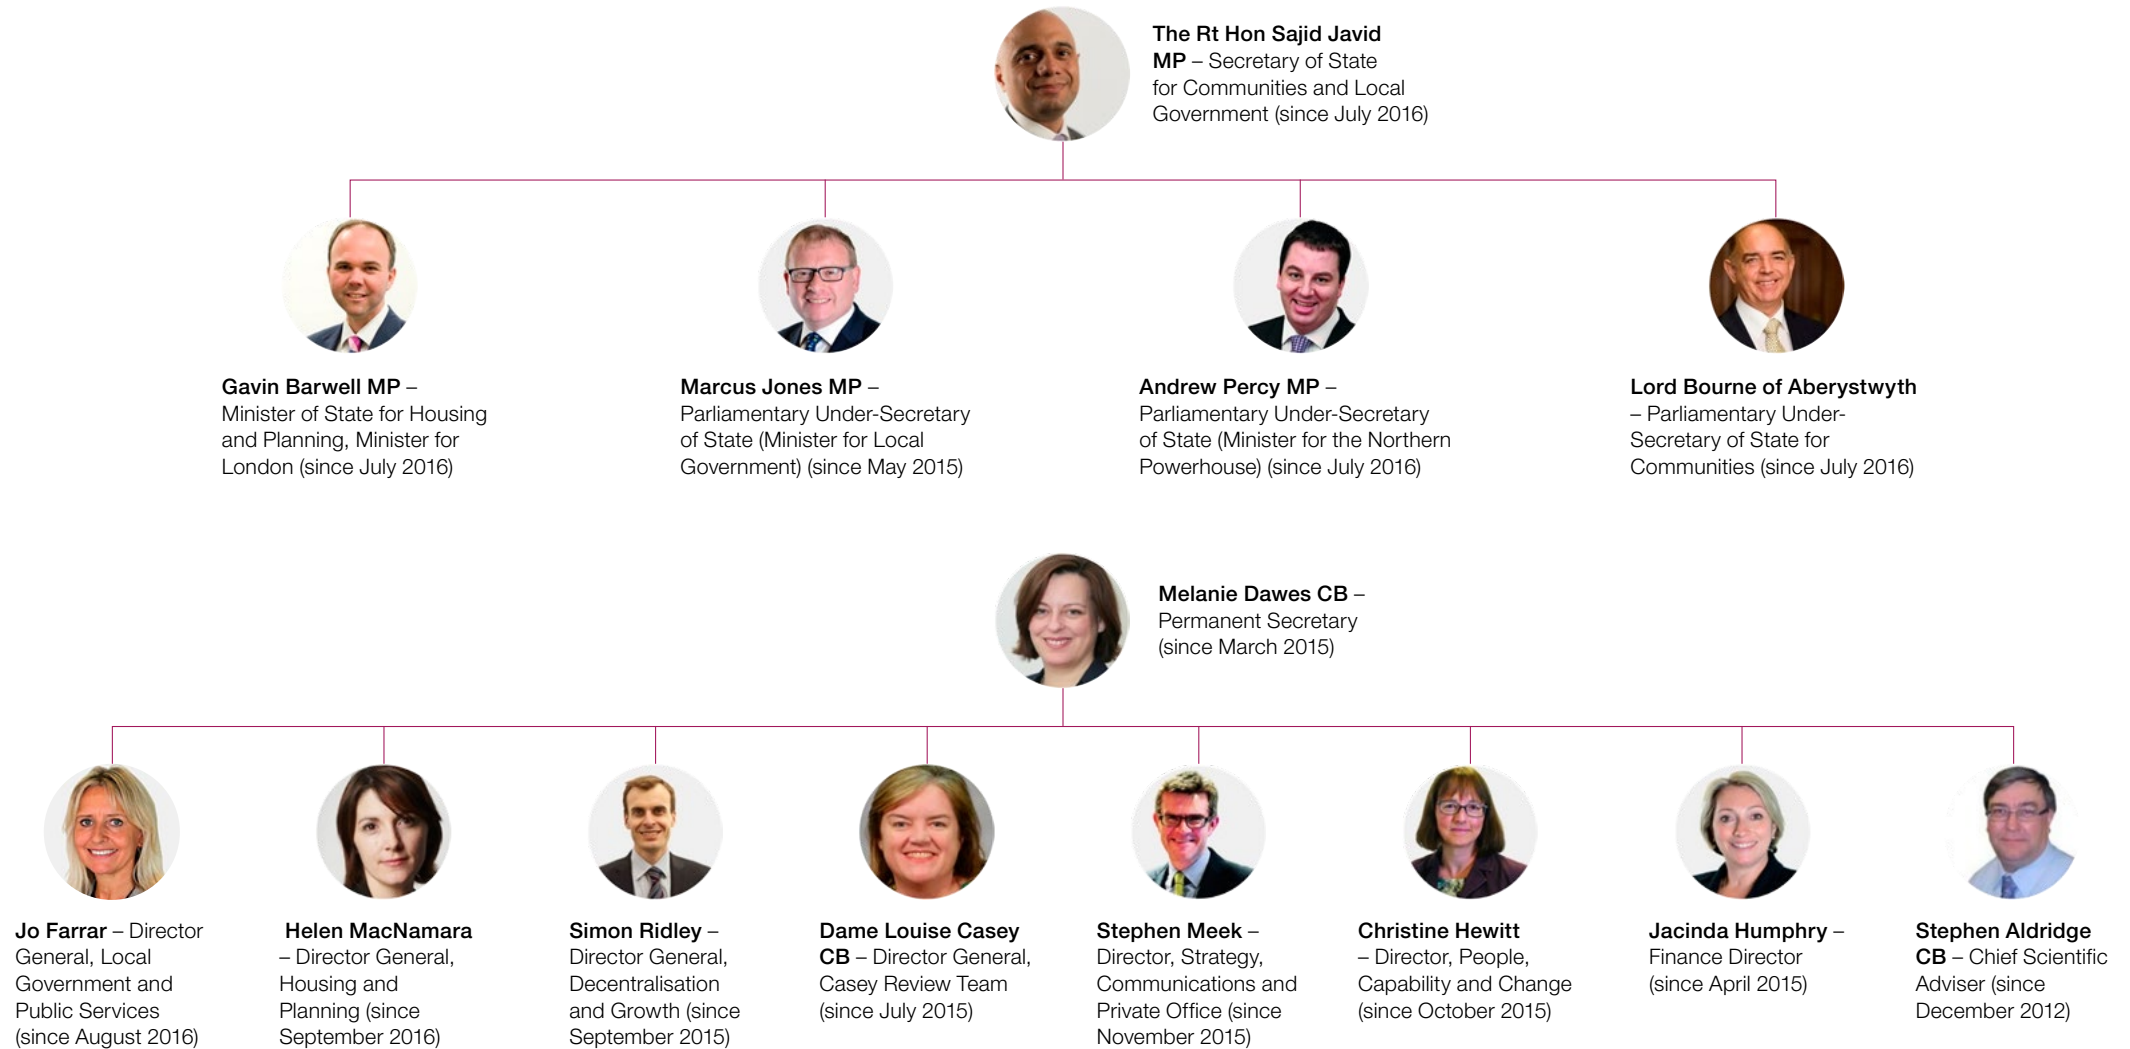 The Rt Hon Sajid Javid
MP – Secretary of State
for Communities and Local
Government (since July 2016)
Gavin Barwell MP –
Minister of State for Housing
and Planning, Minister for
London (since July 2016)
Marcus Jones MP –
Parliamentary Under-Secretary
of State (Minister for Local
Government) (since May 2015)
Andrew Percy MP –
Parliamentary Under-Secretary
of State (Minister for the Northern
Powerhouse) (since July 2016)
Lord Bourne of Aberystwyth
– Parliamentary Under-
Secretary of State for
Communities (since July 2016)
Melanie Dawes CB –
Permanent Secretary
(since March 2015)
Jo Farrar – Director
General, Local
Government and
Public Services
(since August 2016)
Helen MacNamara
– Director General,
Housing and
Planning (since
September 2016)
Simon Ridley –
Director General,
Decentralisation
and Growth (since
September 2015)
Dame Louise Casey
CB – Director General,
Casey Review Team
(since July 2015)
Stephen Meek –
Director, Strategy,
Communications and
Private Office (since
November 2015)
Christine Hewitt
– Director, People,
Capability and Change
(since October 2015)
Jacinda Humphry –
Finance Director
(since April 2015)
Stephen Aldridge
CB – Chief Scientific
Adviser (since
December 2012)